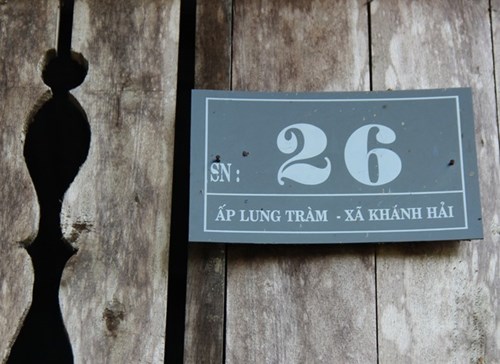 SN: 26
ẤP LUNG TRÀM - XÃ KHÁNH HẢI